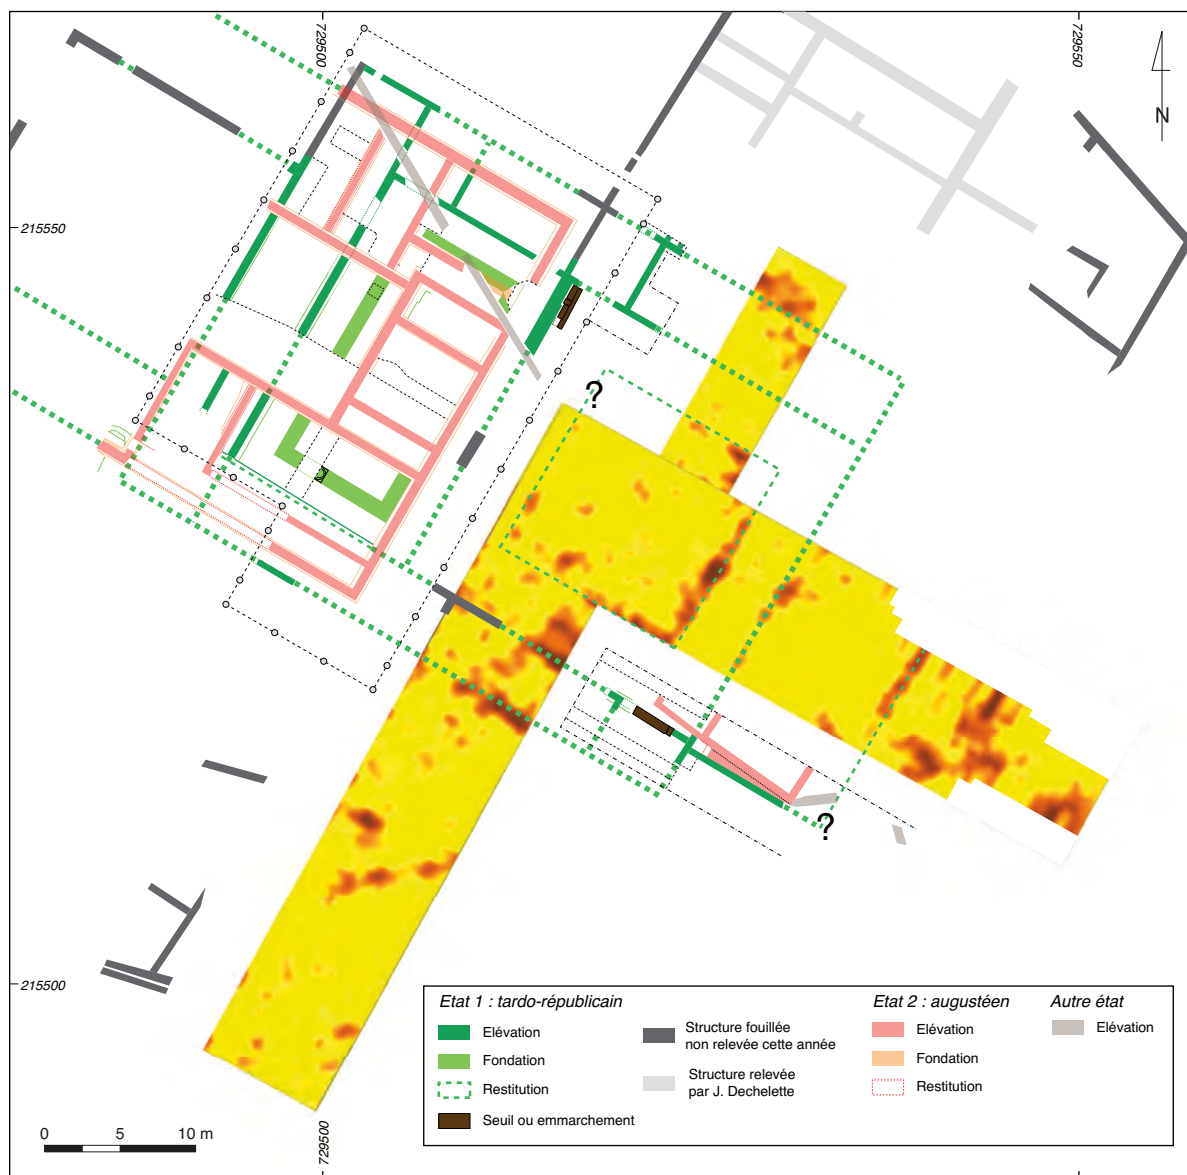 729500
729550
N
215550
?
?
215500
Etat 1 : tardo-républicain
Elévation
Fondation
Restitution
Seuil ou emmarchement
Structure fouillée
non relevée cette année
Structure relevée
par J. Dechelette
Etat 2 : augustéen
Elévation
Fondation
Restitution
Autre état
Elévation
0 5 10 m
729500